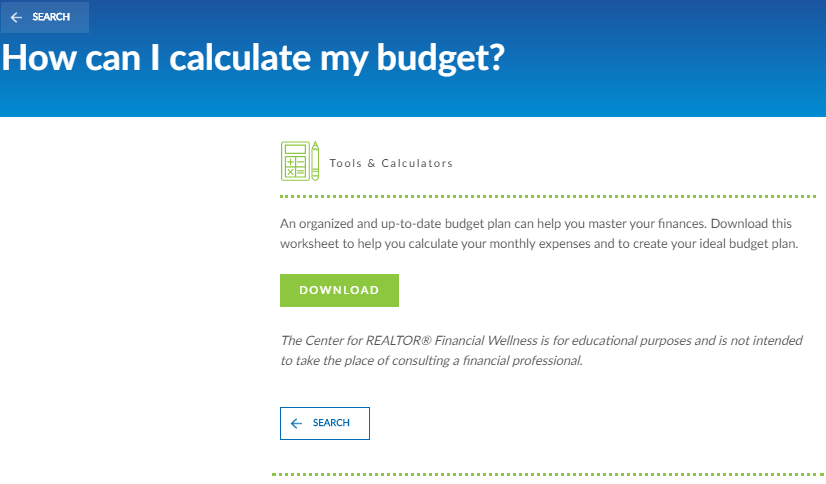 SEARCH
How can I calculate my budget?
Tools & Calculators
An organized and up-to-date budget plan can help you master your finances. Download this
worksheet to help you calculate your monthly expenses and to create your ideal budget plan.
DOWNLOAD
The Center for REALTOR® Financial Wellness is for educational purposes and is not intended
to take the place of consulting a financial professional.
SEARCH